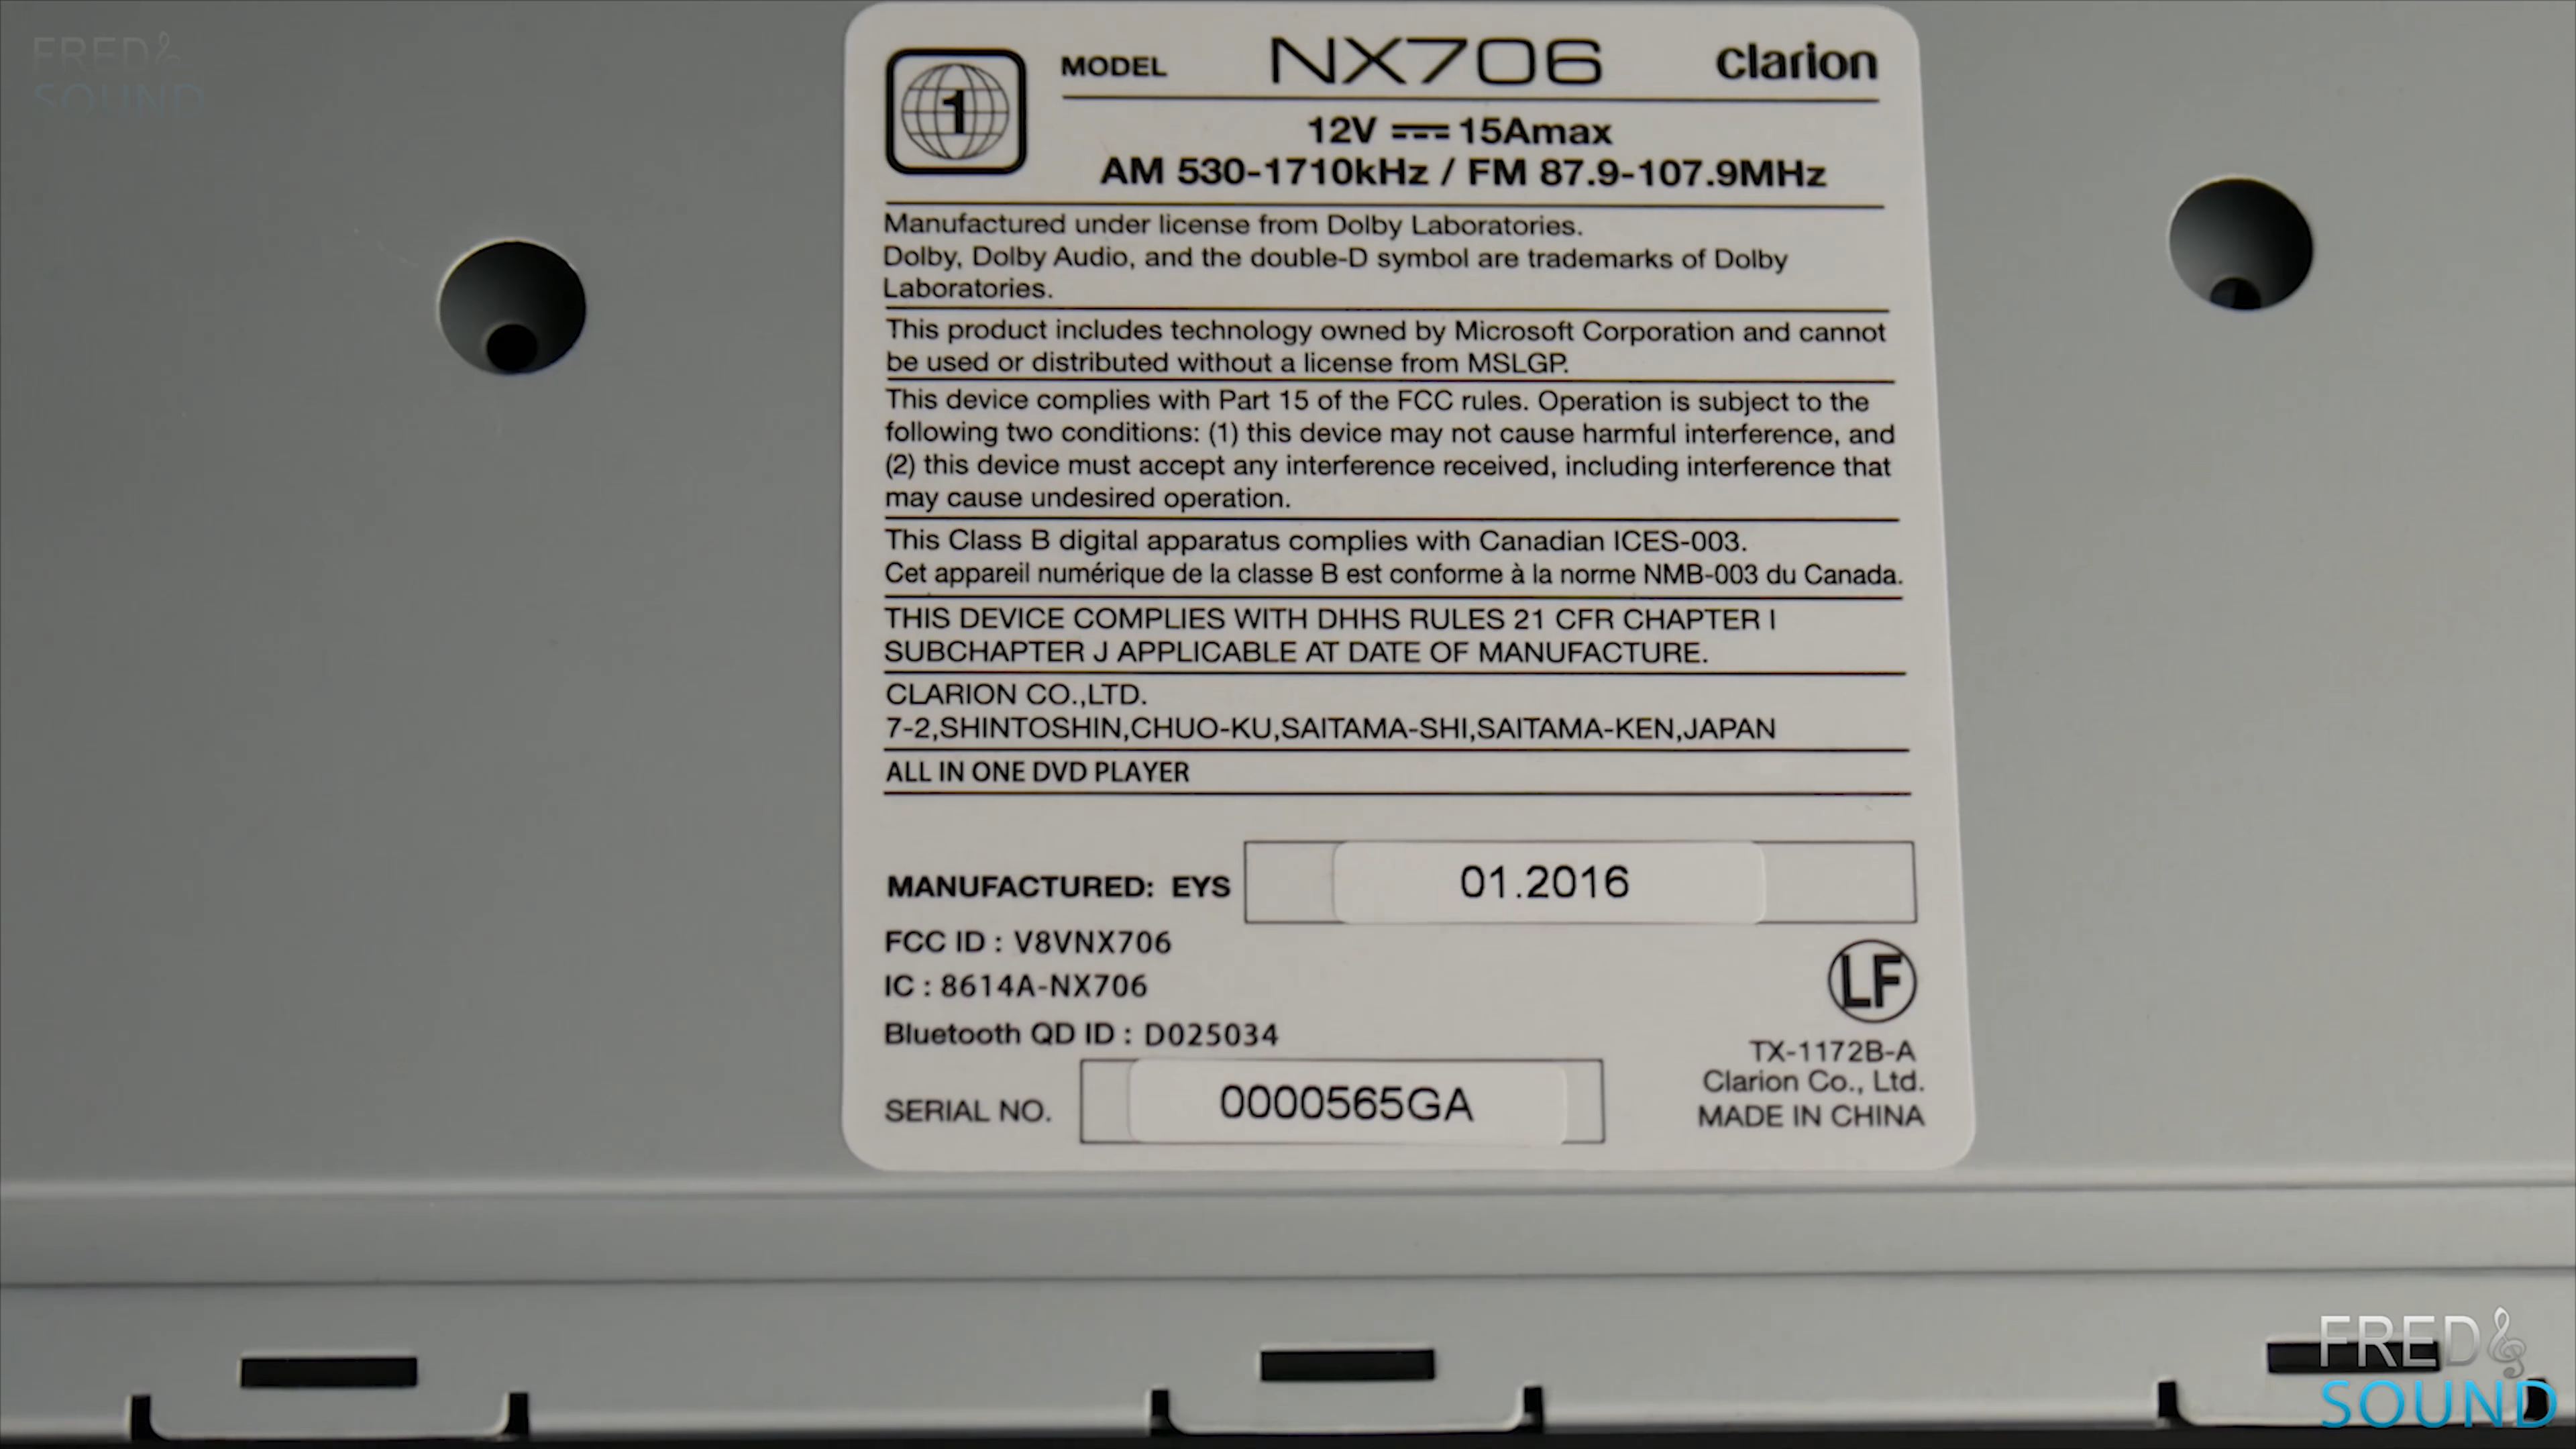 FRED
SOUND
1
MODEL NX706 Clarion
12V 15Amax
AM 530-1710kHz / FM 87.9-107.9MHz
Manufactured under license from Dolby Laboratories.
Dolby, Dolby Audio, and the double-D symbol are trademarks of Dolby
Laboratories.
This product includes technology owned by Microsoft Corporation and cannot
be used or distributed without a license from MSLGP.
This device complies with Part 15 of the FCC rules. Operation is subject to the
following two conditions: (1) this device may not cause harmful interference, and
(2) this device must accept any interference received, including interference that
may cause undesired operation.
This Class B digital apparatus complies with Canadian ICES-003.
Cet appareil numérique de la classe B est conforme à la norme NMB-003 du Canada.
THIS DEVICE COMPLIES WITH DHHS RULES 21 CFR CHAPTER I
SUBCHAPTER J APPLICABLE AT DATE OF MANUFACTURE.
CLARION CO.,LTD.
7-2,SHINTOSHIN,CHUO-KU,SAITAMA-SHI,SAITAMA-KEN,JAPAN
ALL IN ONE DVD PLAYER
MANUFACTURED: EYS 01.2016
FCC ID : V8VNX706
IC : 8614A-NX706
LF
Bluetooth QD ID : D025034
TX-1172B-A
Clarion Co., Ltd.
SERIAL NO. 0000565GA
MADE IN CHINA
FRED
SOUND